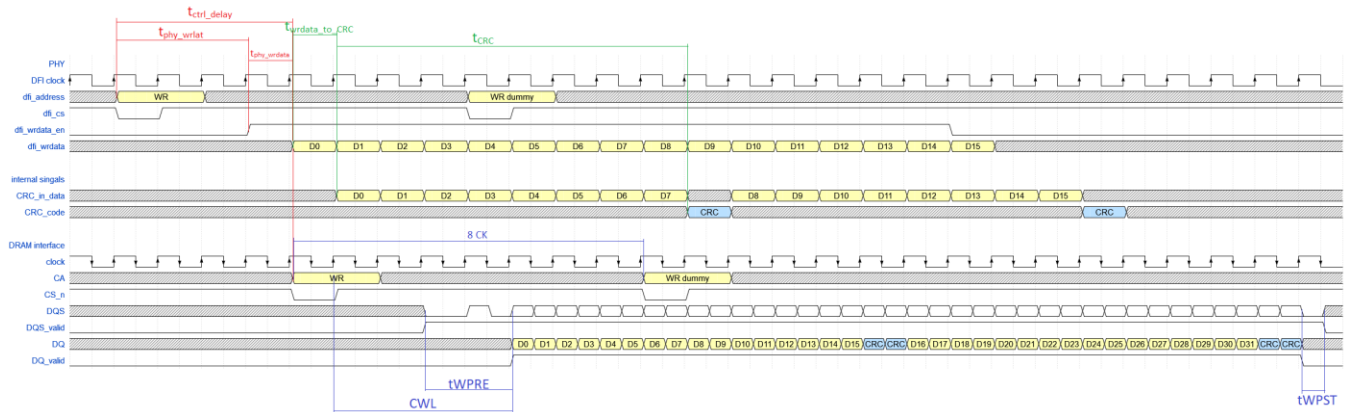 t_ctrl_delay
t_phy_wrlat
t_wrdata_to_CRC
t_phy_wrdata
t_CRC
PHY
DFI clock
dfi_address WR WR dummy
dfi_cs
dfi_wrdata_en
dfi_wrdata D0 D1 D2 D3 D4 D5 D6 D7 D8 D9 D10 D11 D12 D13 D14 D15
internal singals
CRC_in_data D0 D1 D2 D3 D4 D5 D6 D7 D8 D9 D10 D11 D12 D13 D14 D15
CRC_code CRC CRC
8 CK
DRAM interface
clock
CA WR WR dummy
CS_n
DQS
DQS_valid
DQ D0 D1 D2 D3 D4 D5 D6 D7 D8 D9 D10 D11 D12 D13 D14 D15 CRC CRC D16 D17 D18 D19 D20 D21 D22 D23 D24 D25 D26 D27 D28 D29 D30 D31 CRC CRC
DQ_valid
tWPRE
CWL
tWPST